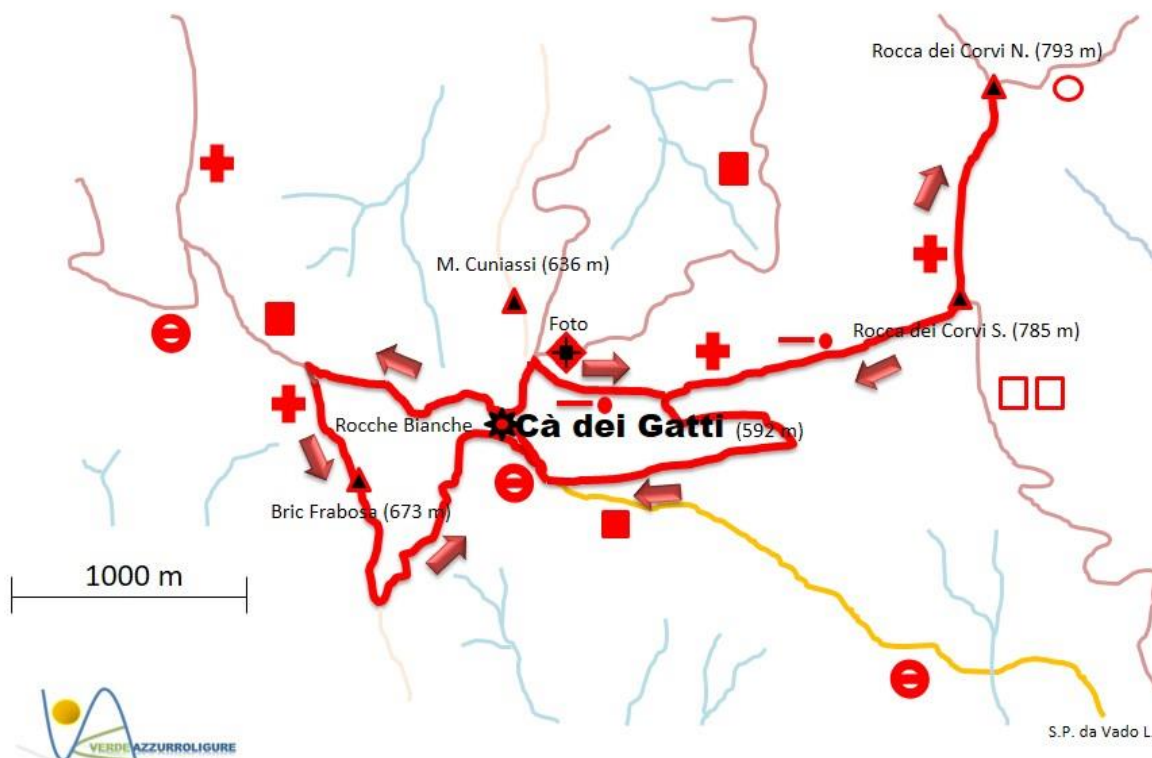 Rocca dei Corvi N. (793 m)
M. Cuniassi (636 m)
Foto
Rocca dei Corvi S. (785 m)
Rocche Bianche
Cà dei Gatti (592 m)
Bric Frabosa (673 m)
1000 m
VERDEAZZURROLIGURE
S.P. da Vado L.